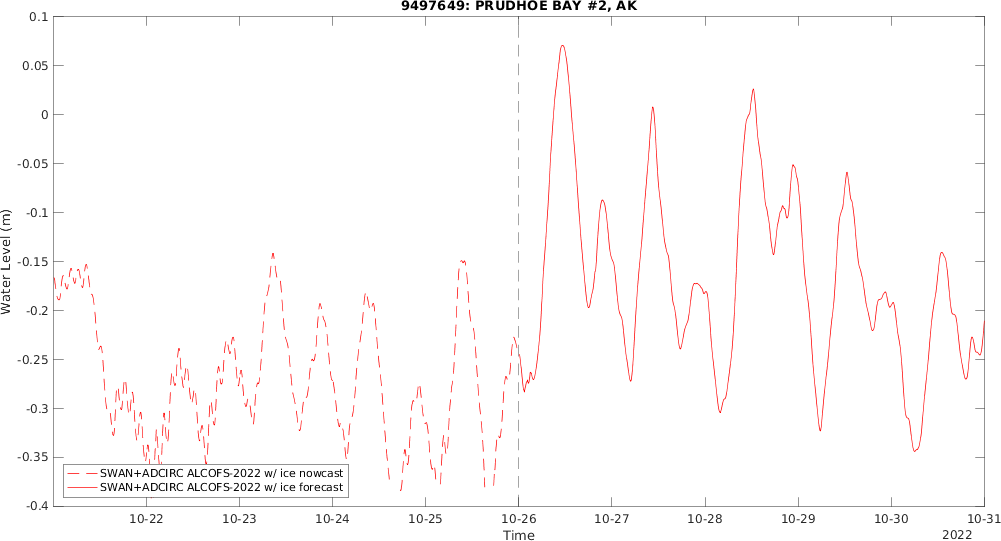 9497649: PRUDHOE BAY #2, AK
0.1
0.05
0
-0.05
-0.1
-0.15
-0.2
-0.25
-0.3
-0.35
-0.4
Water Level (m)
SWAN+ADCIRC ALCOFS-2022 w/ ice nowcast
SWAN+ADCIRC ALCOFS-2022 w/ ice forecast
10-22 10-23 10-24 10-25 10-26 10-27 10-28 10-29 10-30 10-31
Time
2022